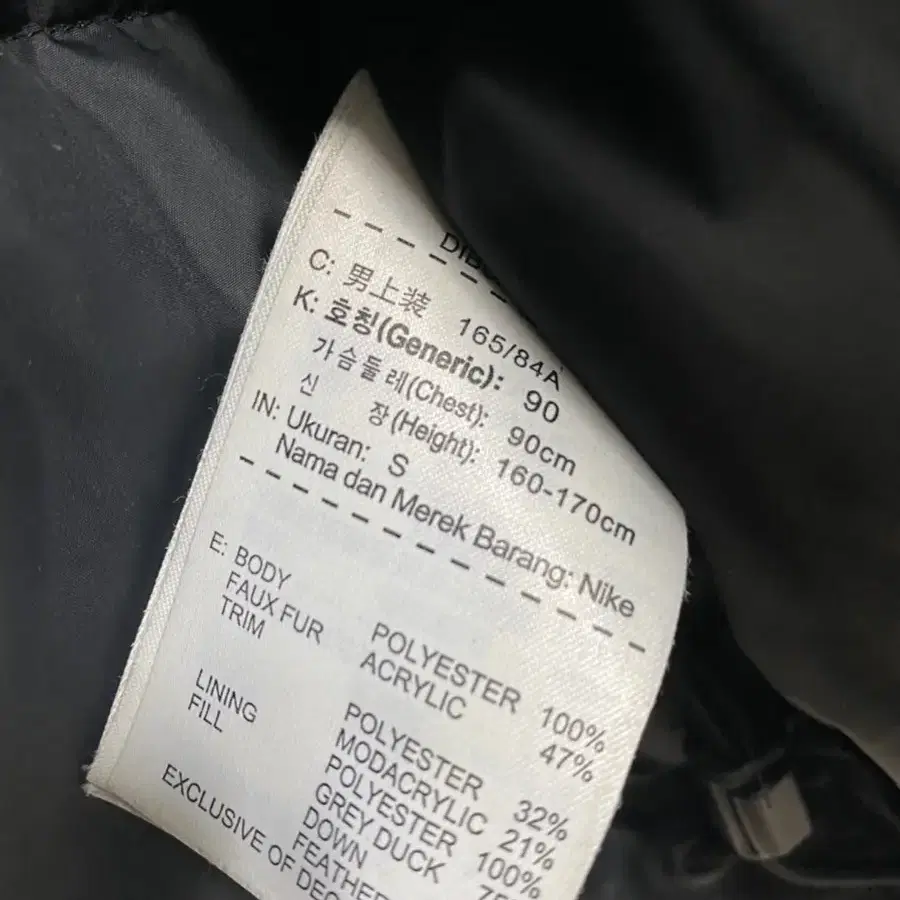 C: 男上装 165/84A
K: 호칭(Generic): 90
가슴둘레(Chest): 90cm
신 장(Height): 160-170cm
IN: Ukuran: S
Nama dan Merek Barang: Nike
E: BODY POLYESTER 100%
FAUX FUR ACRYLIC 47%
TRIM
POLYESTER 32%
MODACRYLIC 21%
LINING POLYESTER 100%
FILL GREY DUCK
DOWN
FEATHER
EXCLUSIVE OF